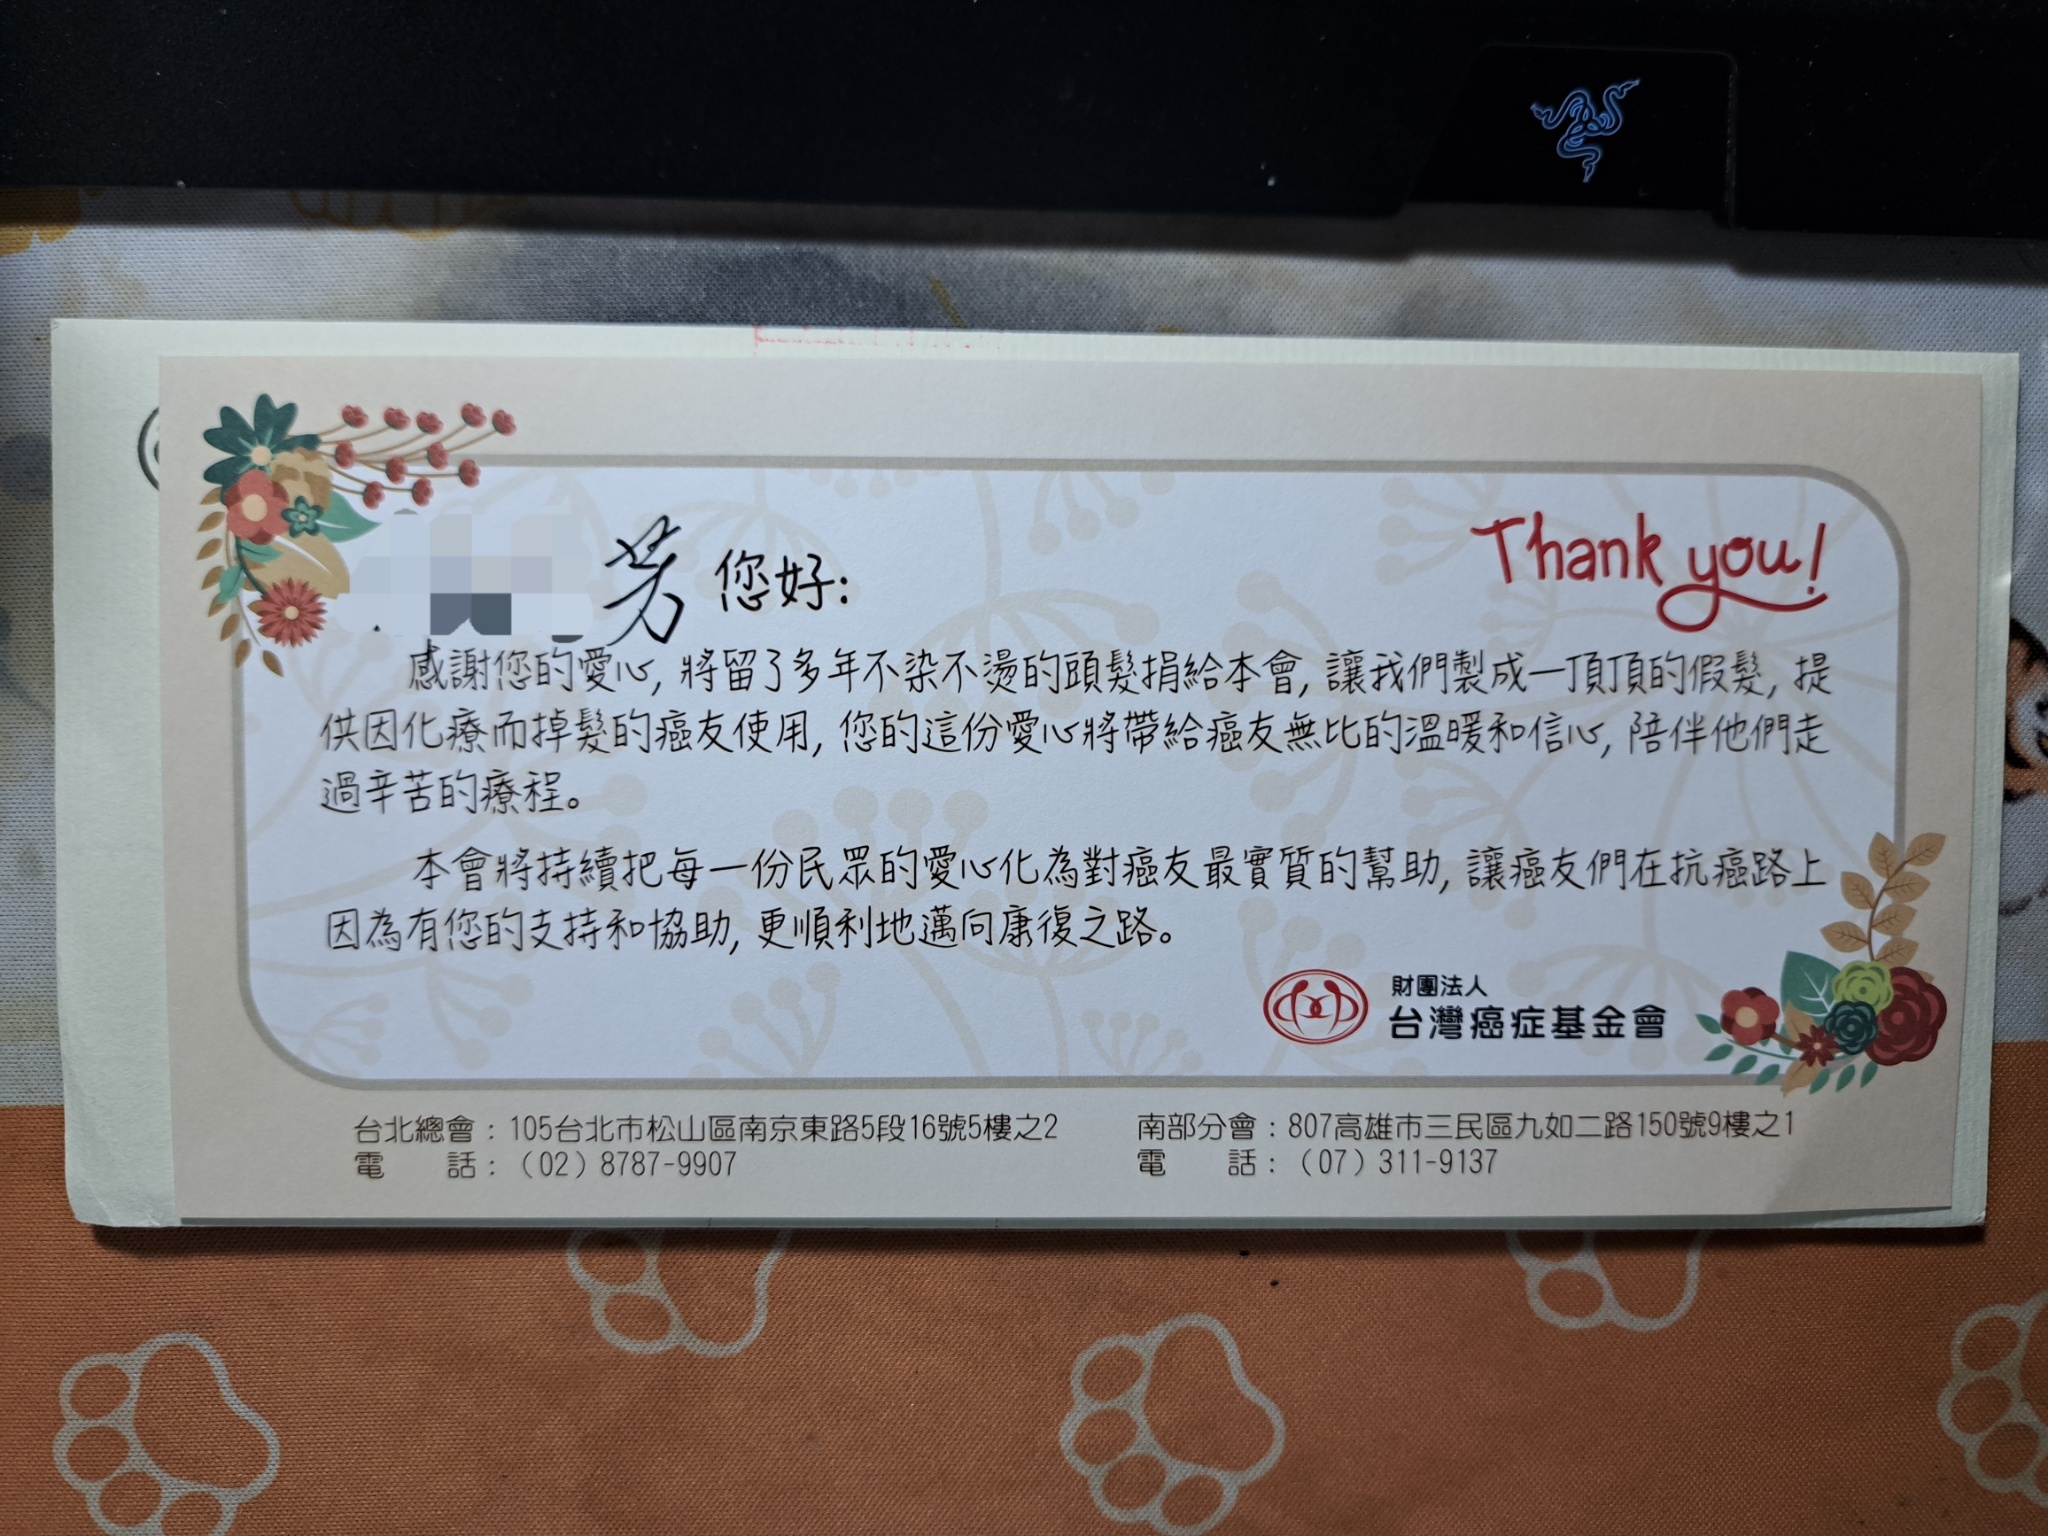 芳 您好:
Thank you!
感謝您的愛心, 將留了多年不染不燙的頭髮捐給本會, 讓我們製成一頂頂的假髮, 提
供因化療而掉髮的癌友使用, 您的這份愛心將帶給癌友無比的溫暖和信心, 陪伴他們走
過辛苦的療程。
本會將持續把每一份民眾的愛心化為對癌友最實質的幫助, 讓癌友們在抗癌路上
因為有您的支持和協助, 更順利地邁向康復之路。
財團法人
台灣癌症基金會
台北總會：105台北市松山區南京東路5段16號5樓之2
電　　話：（02）8787-9907
南部分會：807高雄市三民區九如二路150號9樓之1
電　　話：（07）311-9137